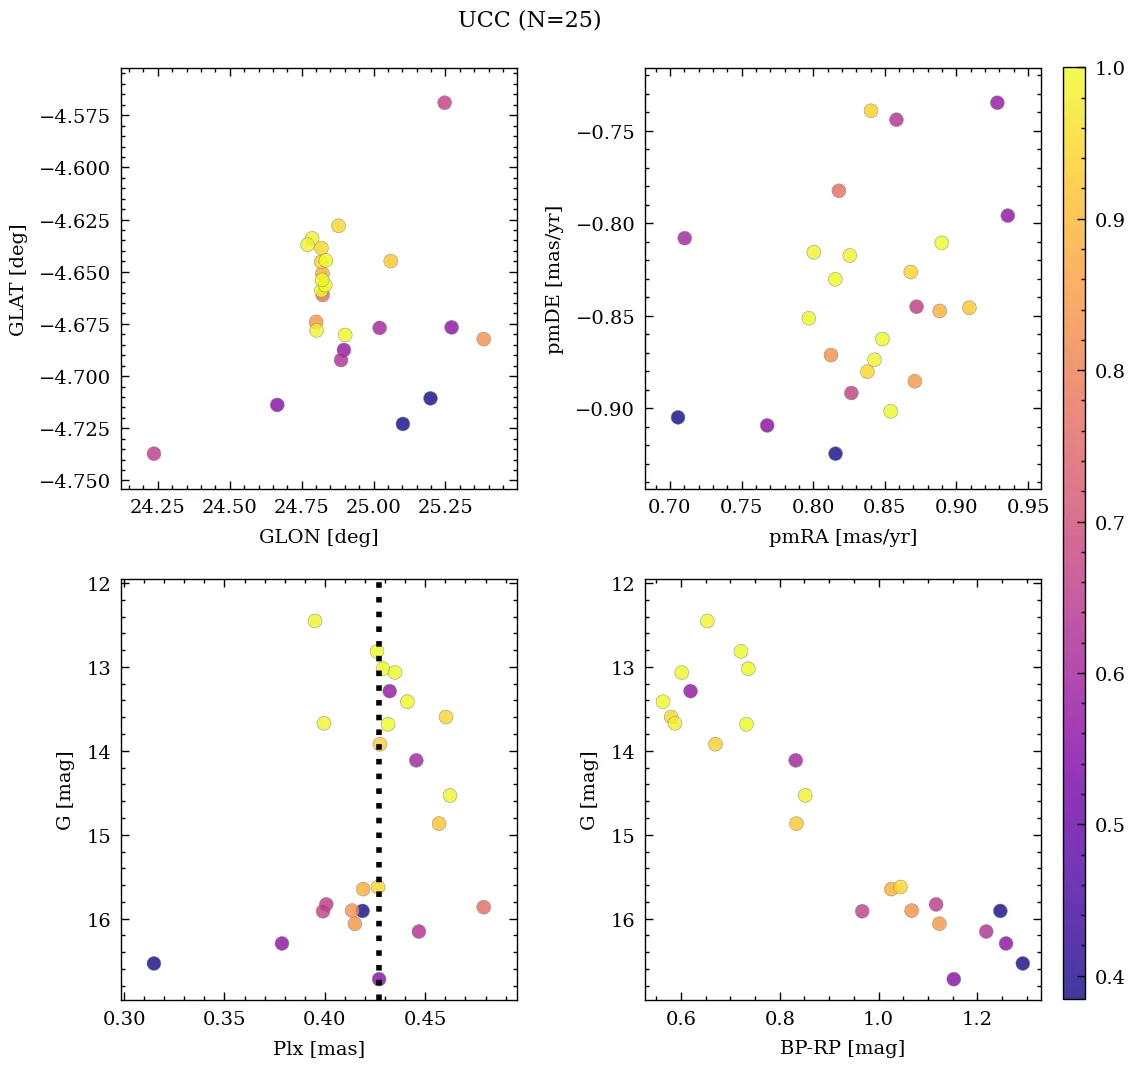 UCC (N=25)
−4.575
−4.600
−4.625
−4.650
−4.675
−4.700
−4.725
−4.750
GLAT [deg]
24.25 24.50 24.75 25.00 25.25
GLON [deg]
−0.75
−0.80
−0.85
−0.90
pmDE [mas/yr]
0.70 0.75 0.80 0.85 0.90 0.95
pmRA [mas/yr]
12
13
14
15
16
G [mag]
0.30 0.35 0.40 0.45
Plx [mas]
12
13
14
15
16
G [mag]
0.6 0.8 1.0 1.2
BP-RP [mag]
1.0
0.9
0.8
0.7
0.6
0.5
0.4